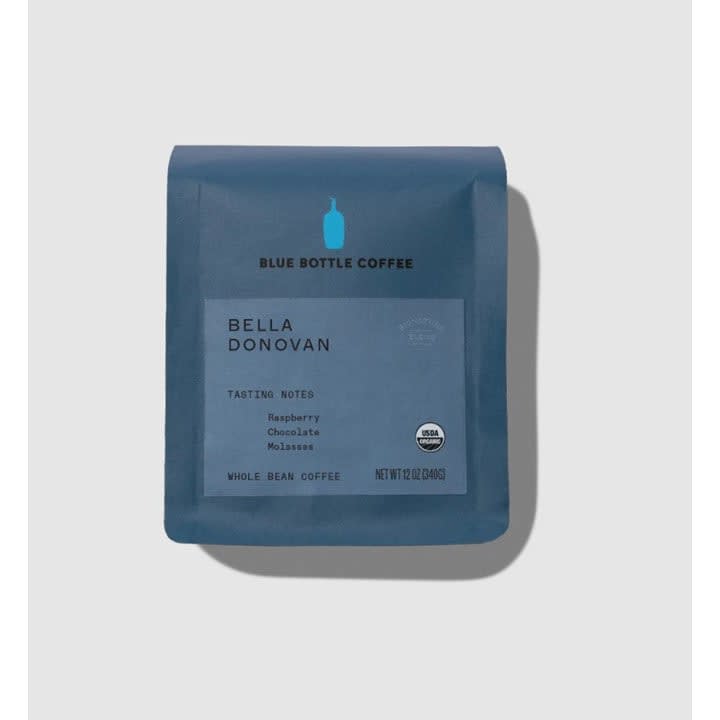 BLUE BOTTLE COFFEE
BELLA
DONOVAN
TASTING NOTES
Raspberry
Chocolate
Molasses
WHOLE BEAN COFFEE
NET WT 12 OZ (340G)
USDA
ORGANIC